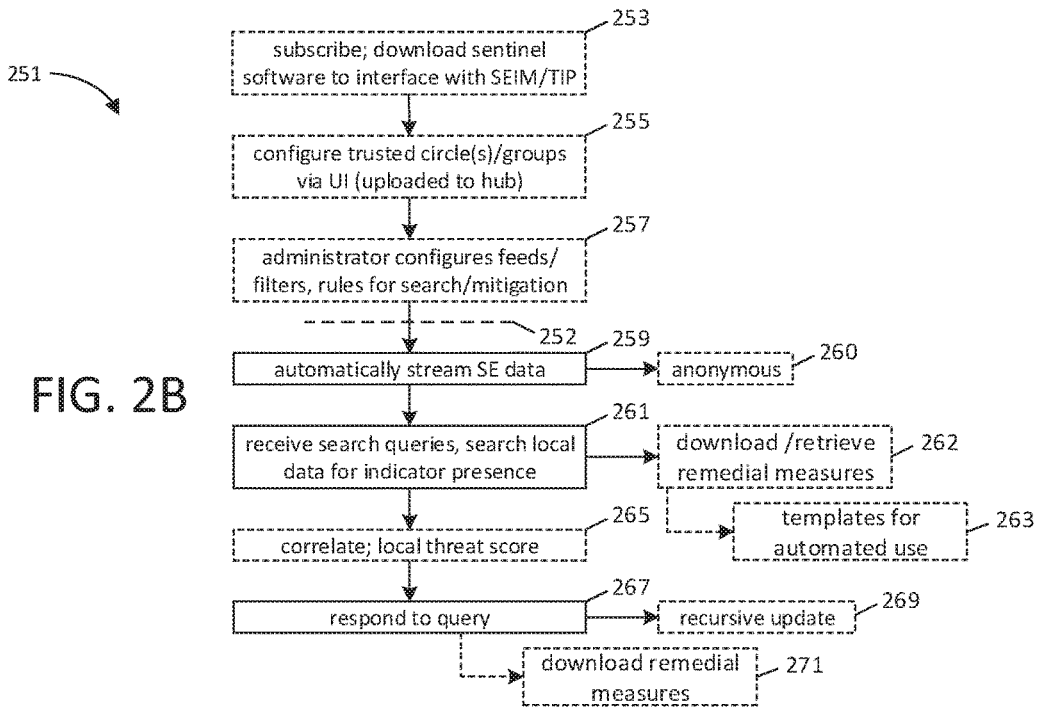 253
subscribe; download sentinel
software to interface with SEIM/TIP
251
255
configure trusted circle(s)/groups
via UI (uploaded to hub)
257
administrator configures feeds/
filters, rules for search/mitigation
252
259
automatically stream SE data
260
anonymous
FIG. 2B
261
receive search queries, search local
data for indicator presence
download /retrieve
remedial measures
262
templates for
automated use
263
265
correlate; local threat score
267
respond to query
recursive update
269
download remedial
measures
271